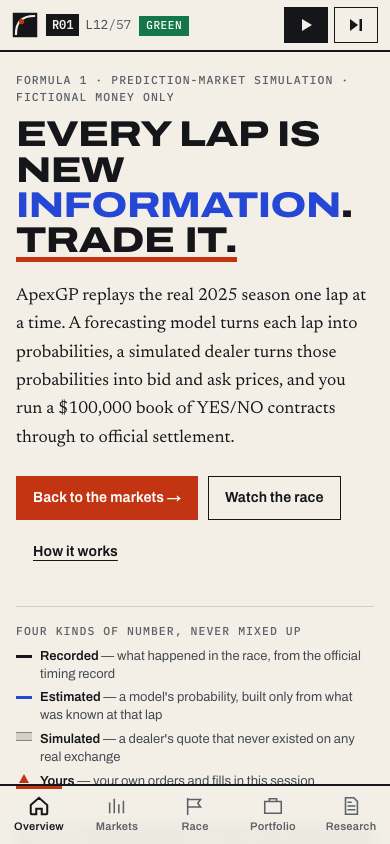 R01 L12/57 GREEN
FORMULA 1 · PREDICTION-MARKET SIMULATION ·
FICTIONAL MONEY ONLY
EVERY LAP IS
NEW
INFORMATION.
TRADE IT.
ApexGP replays the real 2025 season one lap at
a time. A forecasting model turns each lap into
probabilities, a simulated dealer turns those
probabilities into bid and ask prices, and you
run a $100,000 book of YES/NO contracts
through to official settlement.
Back to the markets → Watch the race
How it works
FOUR KINDS OF NUMBER, NEVER MIXED UP
Recorded — what happened in the race, from the official
timing record
Estimated — a model's probability, built only from what
was known at that lap
Simulated — a dealer's quote that never existed on any
real exchange
Yours — your own orders and fills in this session
Overview Markets Race Portfolio Research